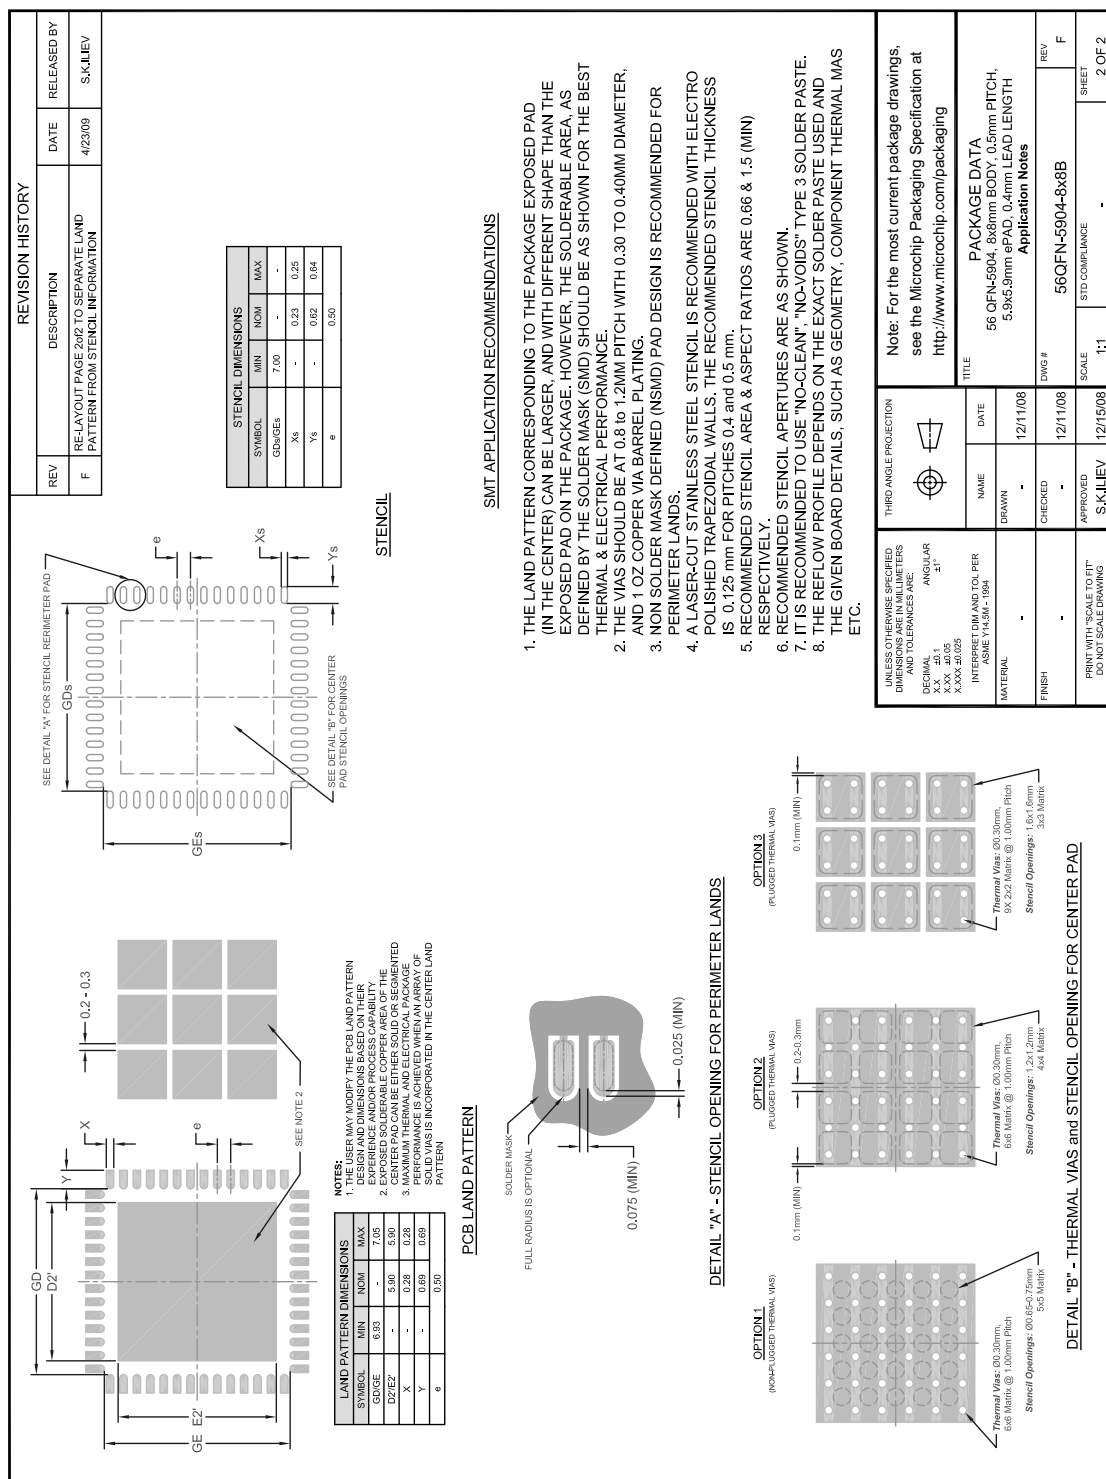 REVISION HISTORY
REV DESCRIPTION DATE RELEASED BY
F RE-LAYOUT PAGE 2of2 TO SEPARATE LAND PATTERN FROM STENCIL INFORMATION 4/23/09 S.K.ILIEV
GD
D2'
GE
E2'
Y
X
e
0.2 - 0.3
SEE NOTE 2
LAND PATTERN DIMENSIONS
SYMBOL MIN NOM MAX
GD/GE 6.93 - 7.05
D2'/E2' - 5.90 5.90
X - 0.28 0.28
Y - 0.69 0.69
e 0.50
NOTES:
1. THE USER MAY MODIFY THE PCB LAND PATTERN
DESIGN AND DIMENSIONS BASED ON THEIR
EXPERIENCE AND/OR PROCESS CAPABILITY
2. EXPOSED SOLDERABLE COPPER AREA OF THE
CENTER PAD CAN BE EITHER SOLID OR SEGMENTED
3. MAXIMUM THERMAL AND ELECTRICAL PACKAGE
PERFORMANCE IS ACHIEVED WHEN AN ARRAY OF
SOLID VIAS IS INCORPORATED IN THE CENTER LAND
PATTERN
PCB LAND PATTERN
SEE DETAIL "A" FOR STENCIL RERIMETER PAD
GDs
GEs
e
Xs
Ys
SEE DETAIL "B" FOR CENTER
PAD STENCIL OPENINGS
STENCIL
STENCIL DIMENSIONS
SYMBOL MIN NOM MAX
GDs/GEs 7.00 - -
Xs - 0.23 0.25
Ys - 0.62 0.64
e 0.50
SOLDER MASK
FULL RADIUS IS OPTIONAL
0.075 (MIN)
0.025 (MIN)
DETAIL "A" - STENCIL OPENING FOR PERIMETER LANDS
OPTION 1
(NON-PLUGGED THERMAL VIAS)
Thermal Vias: Ø0.30mm,
6x6 Matrix @ 1.00mm Pitch
Stencil Openings: Ø0.65-0.75mm
5x5 Matrix
OPTION 2
(PLUGGED THERMAL VIAS)
0.1mm (MIN)
0.2-0.3mm
Thermal Vias: Ø0.30mm,
6x6 Matrix @ 1.00mm Pitch
Stencil Openings: 1.2x1.2mm
4x4 Matrix
OPTION 3
(PLUGGED THERMAL VIAS)
0.1mm (MIN)
Thermal Vias: Ø0.30mm,
9X 2x2 Matrix @ 1.00mm Pitch
Stencil Openings: 1.6x1.6mm
3x3 Matrix
DETAIL "B" - THERMAL VIAS and STENCIL OPENING FOR CENTER PAD
SMT APPLICATION RECOMMENDATIONS
1. THE LAND PATTERN CORRESPONDING TO THE PACKAGE EXPOSED PAD
(IN THE CENTER) CAN BE LARGER, AND WITH DIFFERENT SHAPE THAN THE
EXPOSED PAD ON THE PACKAGE. HOWEVER, THE SOLDERABLE AREA, AS
DEFINED BY THE SOLDER MASK (SMD) SHOULD BE AS SHOWN FOR THE BEST
THERMAL & ELECTRICAL PERFORMANCE.
2. THE VIAS SHOULD BE AT 0.8 to 1.2MM PITCH WITH 0.30 TO 0.40MM DIAMETER,
AND 1 OZ COPPER VIA BARREL PLATING.
3. NON SOLDER MASK DEFINED (NSMD) PAD DESIGN IS RECOMMENDED FOR
PERIMETER LANDS.
4. A LASER-CUT STAINLESS STEEL STENCIL IS RECOMMENDED WITH ELECTRO
POLISHED TRAPEZOIDAL WALLS. THE RECOMMENDED STENCIL THICKNESS
IS 0.125 mm FOR PITCHES 0.4 and 0.5 mm.
5. RECOMMENDED STENCIL AREA & ASPECT RATIOS ARE 0.66 & 1.5 (MIN)
RESPECTIVELY.
6. RECOMMENDED STENCIL APERTURES ARE AS SHOWN.
7. IT IS RECOMMENDED TO USE "NO-CLEAN", "NO-VOIDS" TYPE 3 SOLDER PASTE.
8. THE REFLOW PROFILE DEPENDS ON THE EXACT SOLDER PASTE USED AND
THE GIVEN BOARD DETAILS, SUCH AS GEOMETRY, COMPONENT THERMAL MAS
ETC.
UNLESS OTHERWISE SPECIFIED
DIMENSIONS ARE IN MILLIMETERS
AND TOLERANCES ARE:
DECIMAL ANGULAR
X.X ±0.1 ±1°
X.XX ±0.05
X.XXX ±0.025
INTERPRET DIM AND TOL PER
ASME Y14.5M - 1994
MATERIAL
-
FINISH
-
PRINT WITH "SCALE TO FIT"
DO NOT SCALE DRAWING
THIRD ANGLE PROJECTION
NAME DATE
DRAWN
- 12/11/08
CHECKED
- 12/11/08
APPROVED
S.K.ILIEV 12/15/08
Note: For the most current package drawings,
see the Microchip Packaging Specification at
http://www.microchip.com/packaging
TITLE
PACKAGE DATA
56 QFN-5904, 8x8mm BODY, 0.5mm PITCH,
5.9x5.9mm ePAD, 0.4mm LEAD LENGTH
Application Notes
DWG # REV
56QFN-5904-8x8B F
SCALE STD COMPLIANCE SHEET
1:1 - 2 OF 2